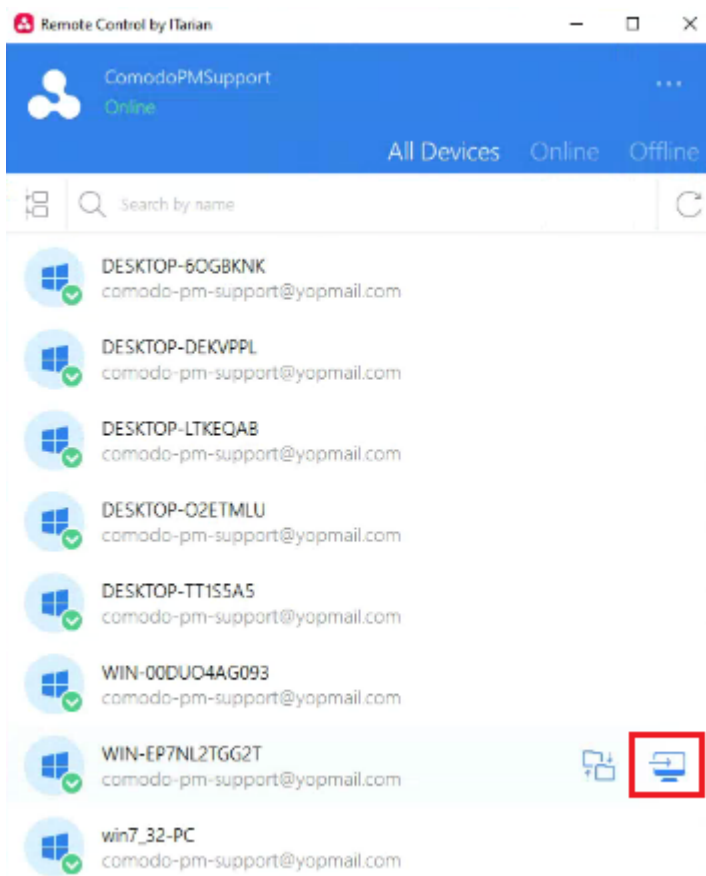 Remote Control by ITarian
ComodoPMSupport
Online
All Devices Online Offline
Search by name
DESKTOP-6OGBKNK
comodo-pm-support@yopmail.com
DESKTOP-DEKVPPL
comodo-pm-support@yopmail.com
DESKTOP-LTKEQAB
comodo-pm-support@yopmail.com
DESKTOP-O2ETMLU
comodo-pm-support@yopmail.com
DESKTOP-TT1S5A5
comodo-pm-support@yopmail.com
WIN-00DUO4AG093
comodo-pm-support@yopmail.com
WIN-EP7NL2TGG2T
comodo-pm-support@yopmail.com
win7_32-PC
comodo-pm-support@yopmail.com